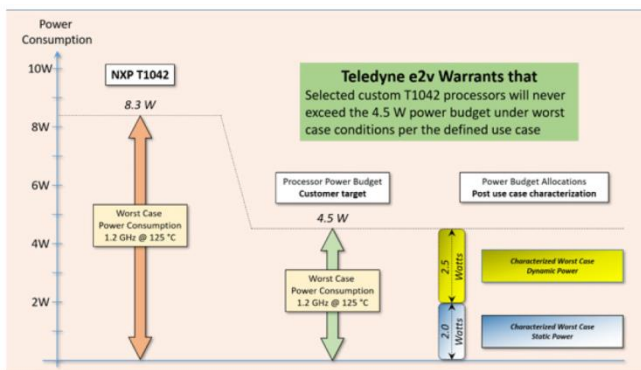 Power
Consumption
10W
8W
6W
4W
2W
NXP T1042
8.3 W
Worst Case
Power Consumption
1.2 GHz @ 125 °C
Teledyne e2v Warrants that
Selected custom T1042 processors will never
exceed the 4.5 W power budget under worst
case conditions per the defined use case
Processor Power Budget
Customer target
4.5 W
Worst Case
Power Consumption
1.2 GHz @ 125 °C
Power Budget Allocations
Post use case characterization
2.5
Watts
Characterized Worst Case
Dynamic Power
2.0
Watts
Characterized Worst Case
Static Power